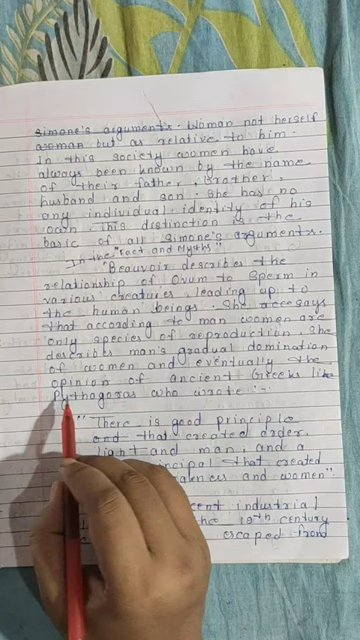 Simone's arguments. Woman not herself
woman but as relative to him.
In this society women have
always been known by the name
of their father, Brother,
husband and son. She has no
any individual identity of his
own. This distinction is the
basic of all Simone's arguments.
In the "Fact and Myths"
"Beauvoir describes the
relationship of Ovum to Sperm in
various creatures, leading up to
the human beings. She
that according to man women are
only species of reproduction. She
describes man's gradual domination
of women and eventually the
opinion of ancient Greeks like
Pythagoras who wrote :-
"There is good principle
and that created order,
light and man, and a
incipal that created
and women"
cent industrial
the 19th century
escaped from